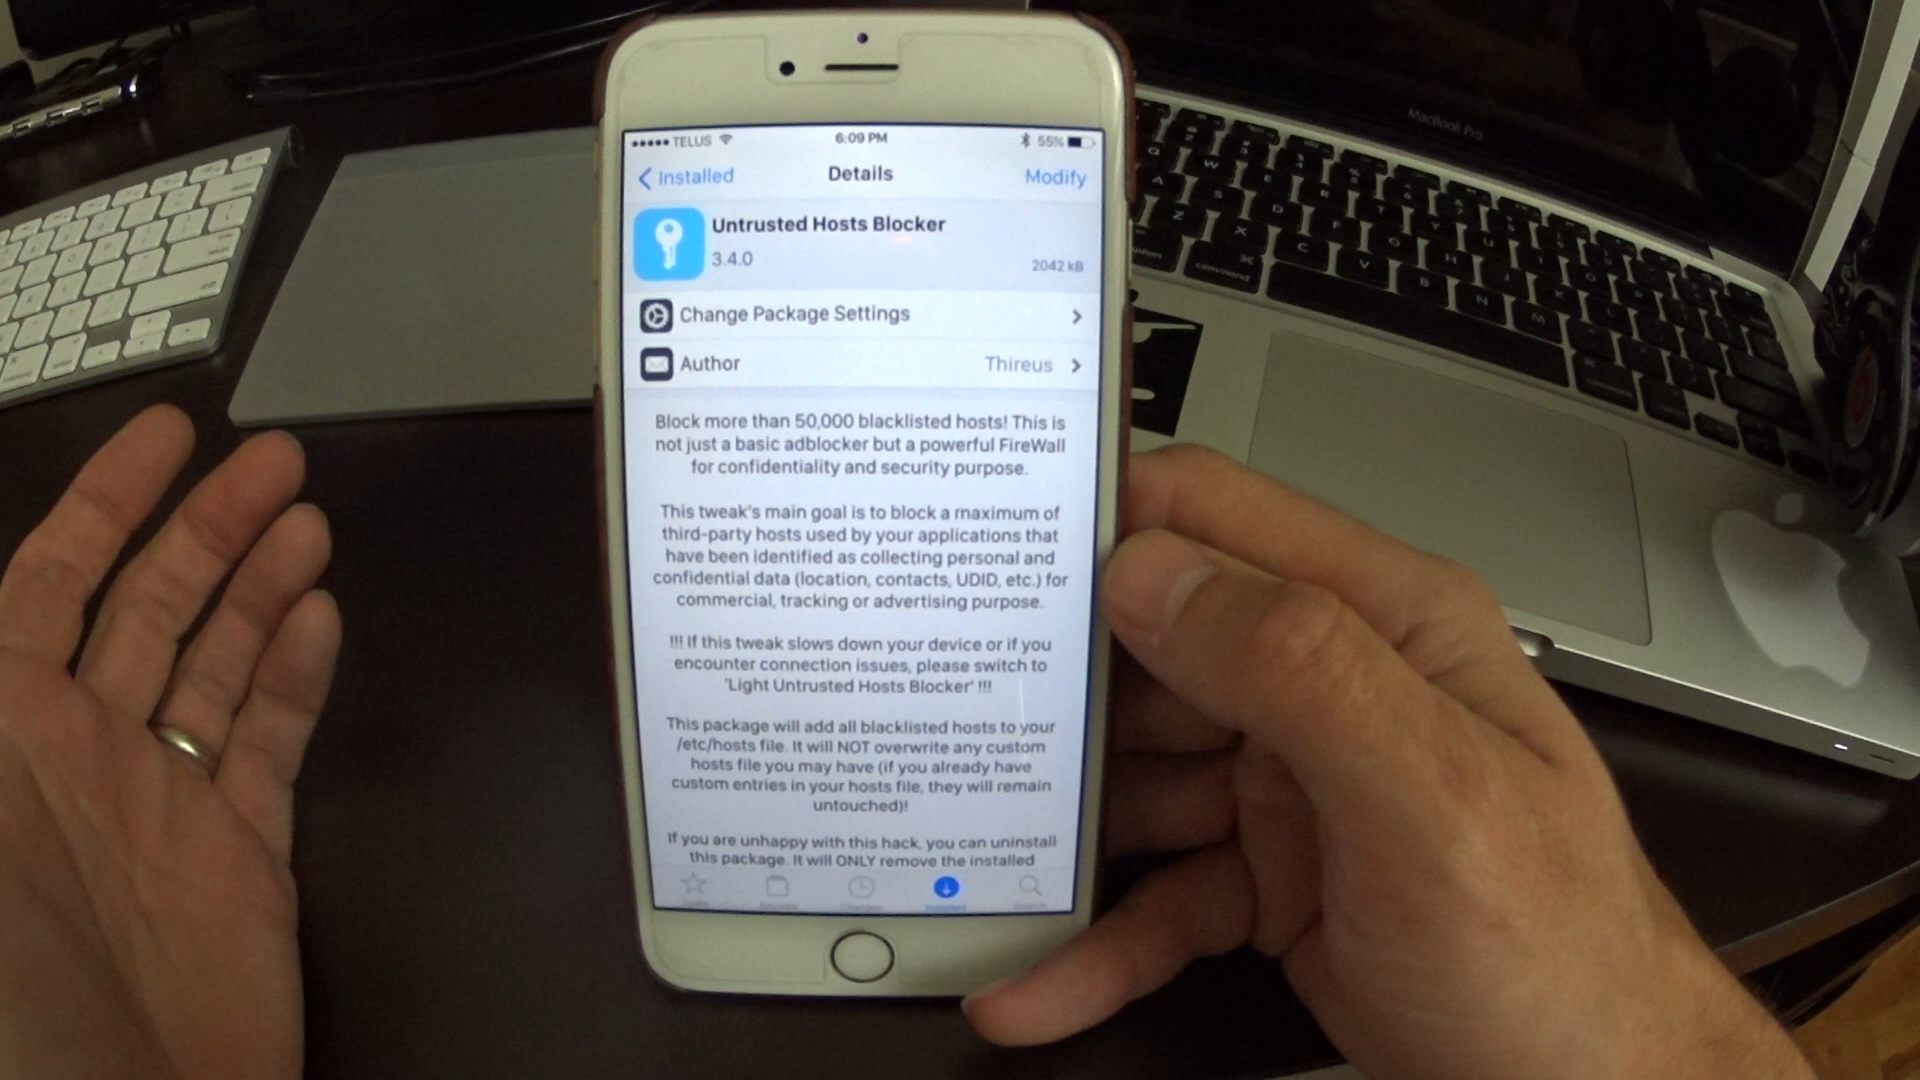 MacBook Pro
TELUS 6:09 PM 55%
Installed Details Modify
Untrusted Hosts Blocker
3.4.0 2042 kB
Change Package Settings
Author Thireus
Block more than 50,000 blacklisted hosts! This is
not just a basic adblocker but a powerful FireWall
for confidentiality and security purpose.
This tweak's main goal is to block a maximum of
third-party hosts used by your applications that
have been identified as collecting personal and
confidential data (location, contacts, UDID, etc.) for
commercial, tracking or advertising purpose.
!!! If this tweak slows down your device or if you
encounter connection issues, please switch to
'Light Untrusted Hosts Blocker' !!!
This package will add all blacklisted hosts to your
/etc/hosts file. It will NOT overwrite any custom
hosts file you may have (if you already have
custom entries in your hosts file, they will remain
untouched)!
If you are unhappy with this hack, you can uninstall
this package. It will ONLY remove the installed
command